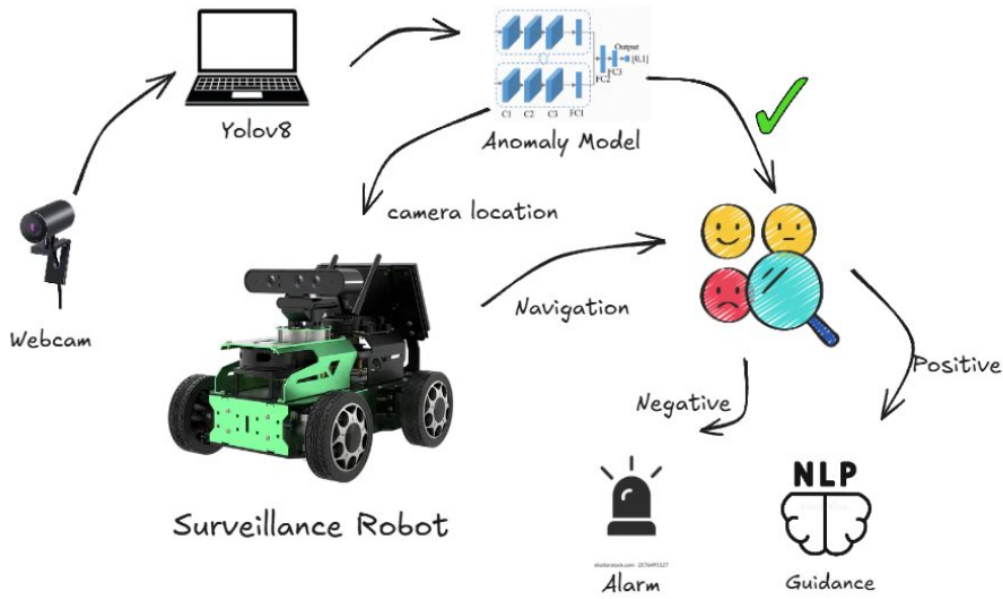 Yolov8
C1 C2 C3 FC1
FC2
FC3
Output
[0,1]
Anomaly Model
camera location
Webcam
Navigation
Surveillance Robot
Negative
Positive
Alarm
NLP
Guidance